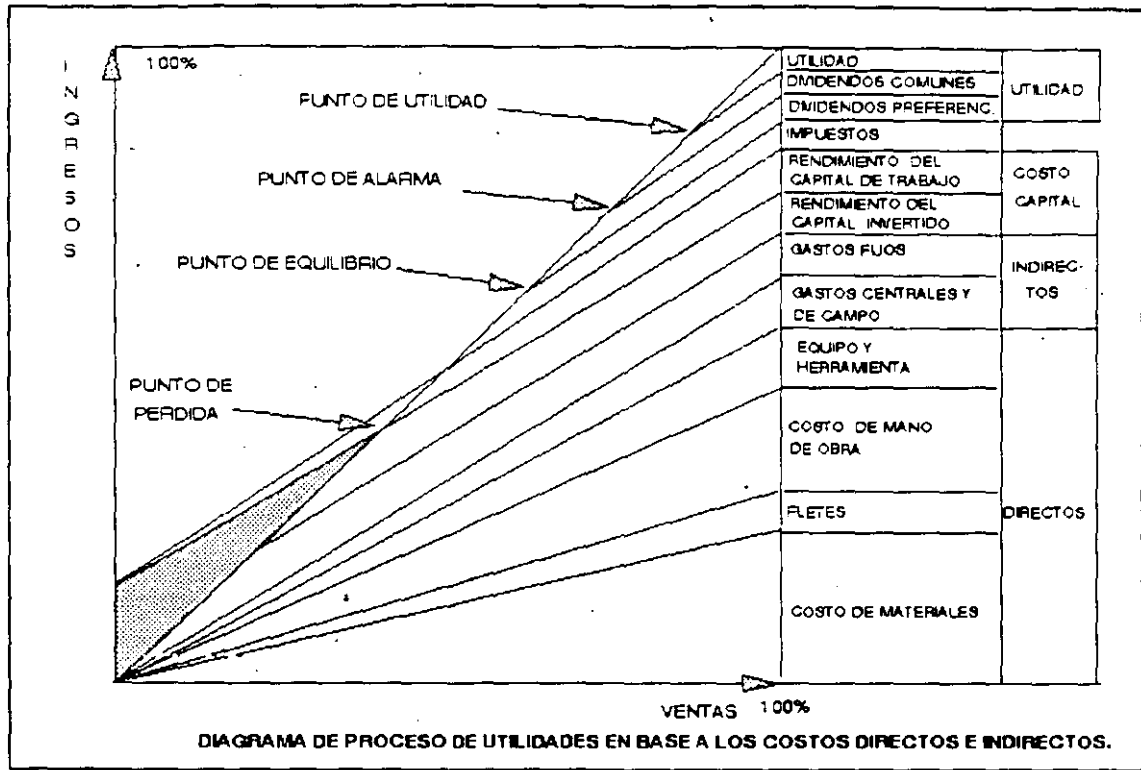 INGRESOS
100%
PUNTO DE UTILIDAD
PUNTO DE ALARMA
PUNTO DE EQUILIBRIO
PUNTO DE
PERDIDA
UTILIDAD
DIVIDENDOS COMUNES
DIVIDENDOS PREFERENC.
IMPUESTOS
RENDIMIENTO DEL
CAPITAL DE TRABAJO
RENDIMIENTO DEL
CAPITAL INVERTIDO
GASTOS FIJOS
GASTOS CENTRALES Y
DE CAMPO
EQUIPO Y
HERRAMIENTA
COSTO DE MANO
DE OBRA
FLETES
COSTO DE MATERIALES
UTILIDAD
COSTO
CAPITAL
INDIREC-
TOS
DIRECTOS
VENTAS 100%
DIAGRAMA DE PROCESO DE UTILIDADES EN BASE A LOS COSTOS DIRECTOS E INDIRECTOS.